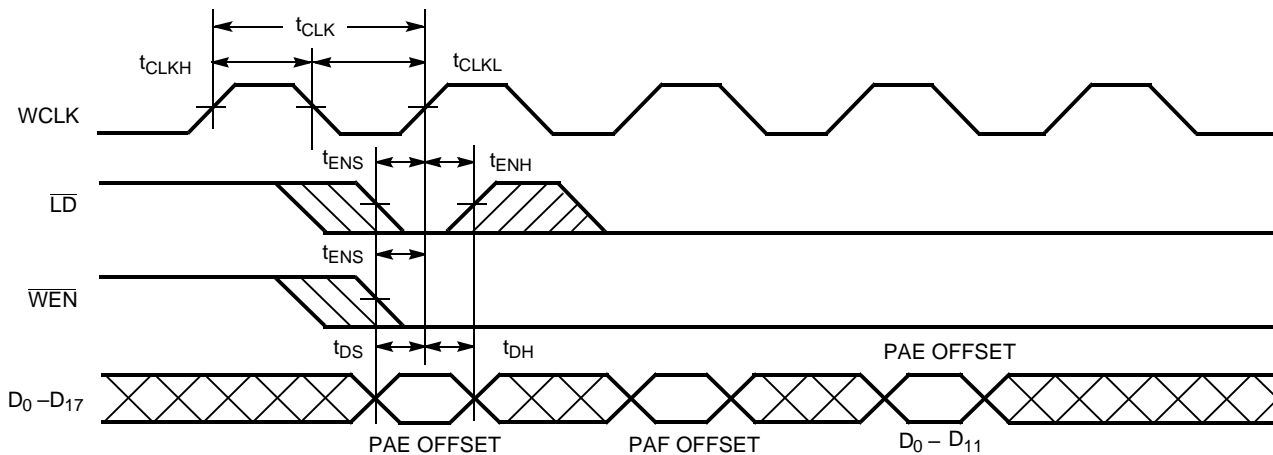 tCLK
tCLKH
tCLKL
WCLK
tENS
tENH
LD
tENS
WEN
tDS
tDH
PAE OFFSET
D0 –D17
PAE OFFSET
PAF OFFSET
D0 – D11